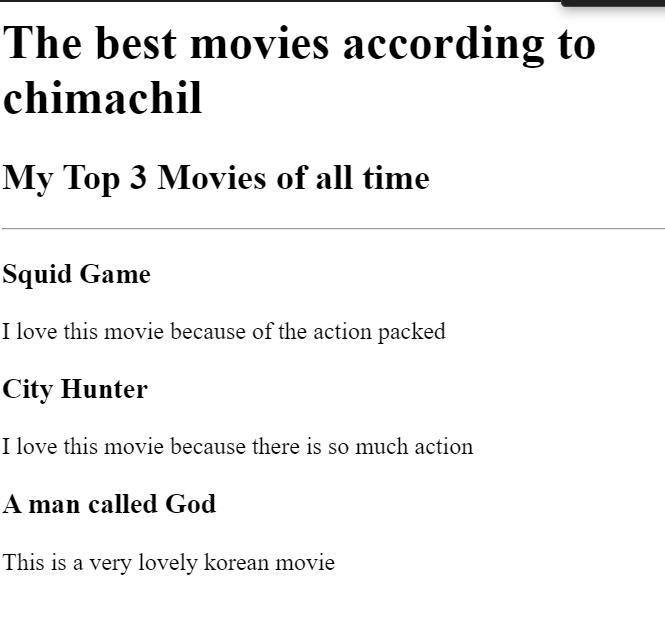 The best movies according to
chimachil
My Top 3 Movies of all time
Squid Game
I love this movie because of the action packed
City Hunter
I love this movie because there is so much action
A man called God
This is a very lovely korean movie